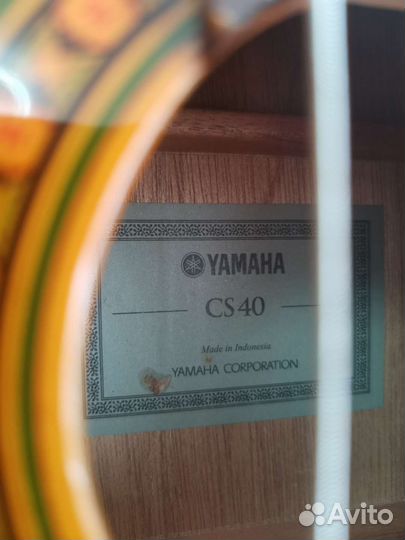 YAMAHA
CS40
Made in Indonesia
YAMAHA CORPORATION
Avito